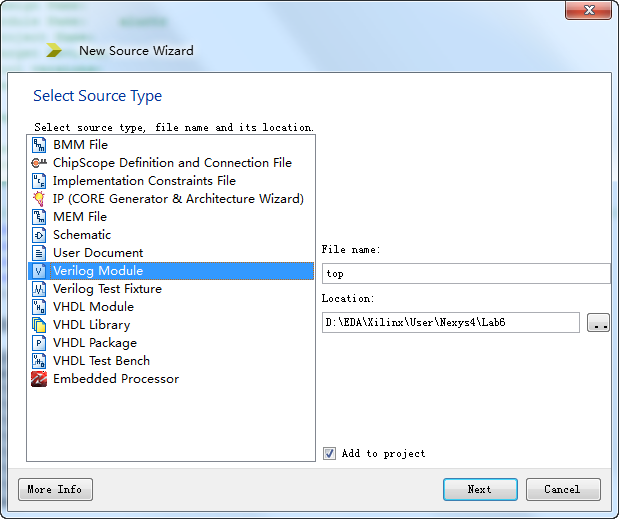 New Source Wizard
Select Source Type
Select source type, file name and its location.
BMM File
ChipScope Definition and Connection File
Implementation Constraints File
IP (CORE Generator & Architecture Wizard)
MEM File
Schematic
User Document
Verilog Module
Verilog Test Fixture
VHDL Module
VHDL Library
VHDL Package
VHDL Test Bench
Embedded Processor
File name:
top
Location:
D:\EDA\Xilinx\User\Nexys4\Lab6
..
Add to project
More Info
Next
Cancel